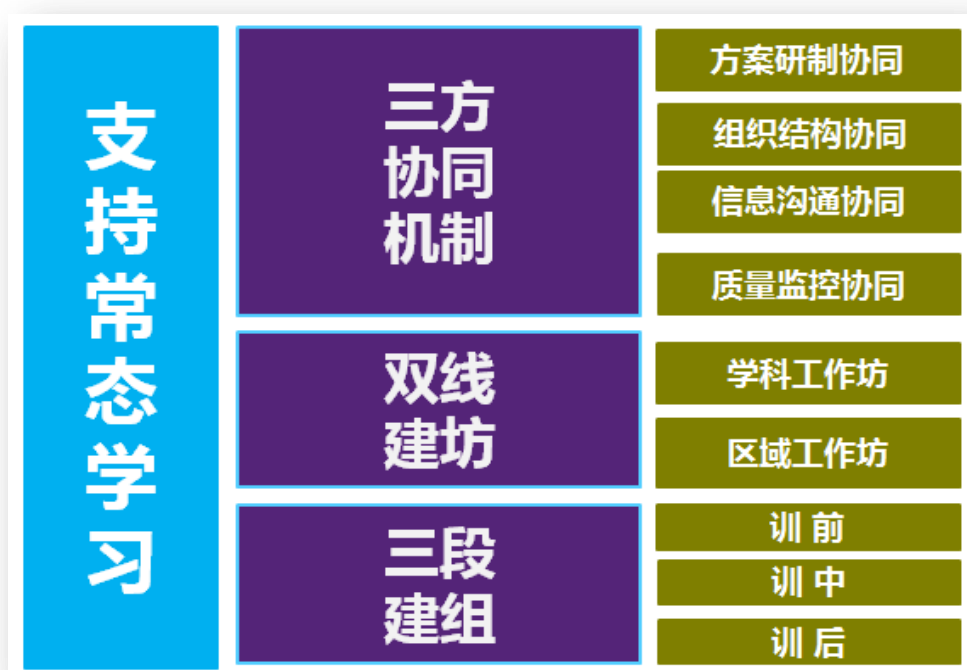 支持常态学习
三方
协同
机制
方案研制协同
组织结构协同
信息沟通协同
质量监控协同
双线
建坊
学科工作坊
区域工作坊
三段
建组
训 前
训 中
训 后